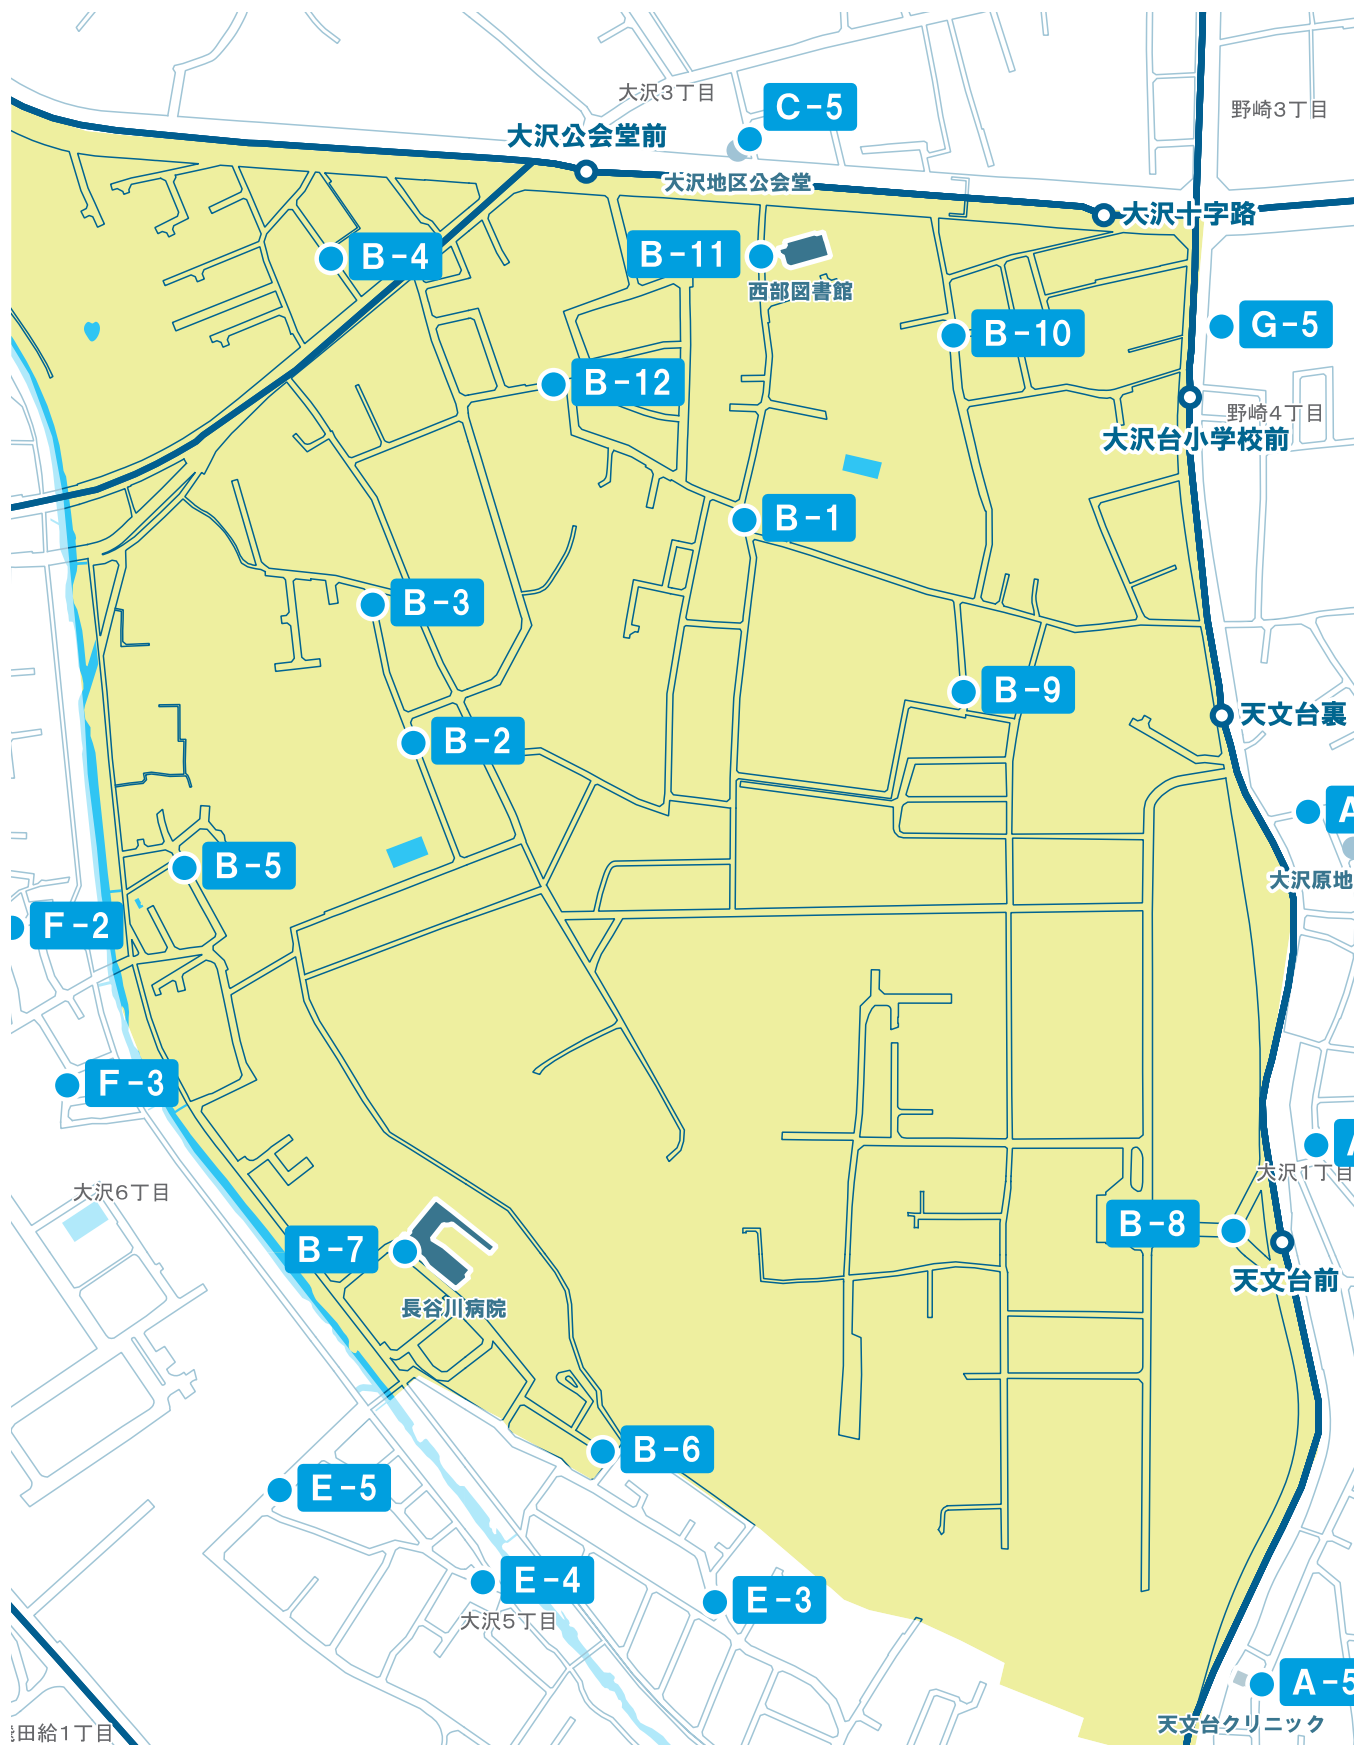 大沢3丁目
C-5
野崎3丁目
大沢公会堂前
大沢地区公会堂
大沢十字路
B-4
B-11
西部図書館
G-5
B-10
B-12
野崎4丁目
大沢台小学校前
B-1
B-3
B-9
天文台裏
B-2
A
B-5
大沢原地
F-2
F-3
大沢1丁目
A
大沢6丁目
B-8
B-7
天文台前
長谷川病院
B-6
E-5
E-4
E-3
大沢5丁目
A-5
天文台クリニック
田給1丁目